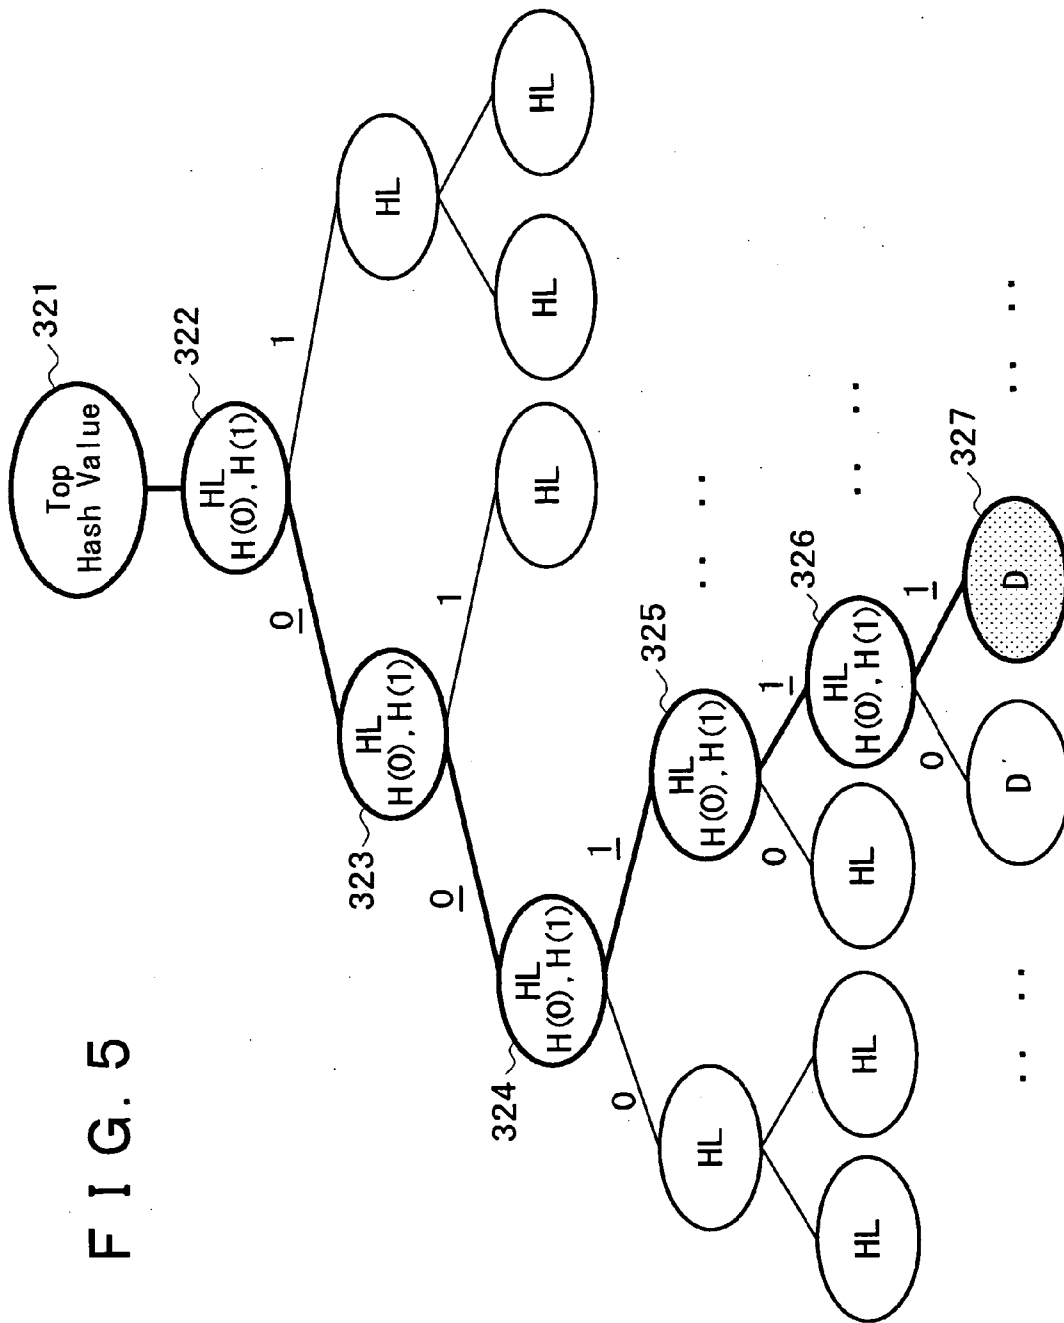 FIG. 5
321
Top
Hash Value
322
HL
H(0), H(1)
0
1
323
HL
H(0), H(1)
HL
0
1
324
HL
H(0), H(1)
HL
HL
HL
0
1
325
HL
HL
H(0), H(1)
0
1
326
HL
HL
HL
HL
H(0), H(1)
0
1
327
D
D